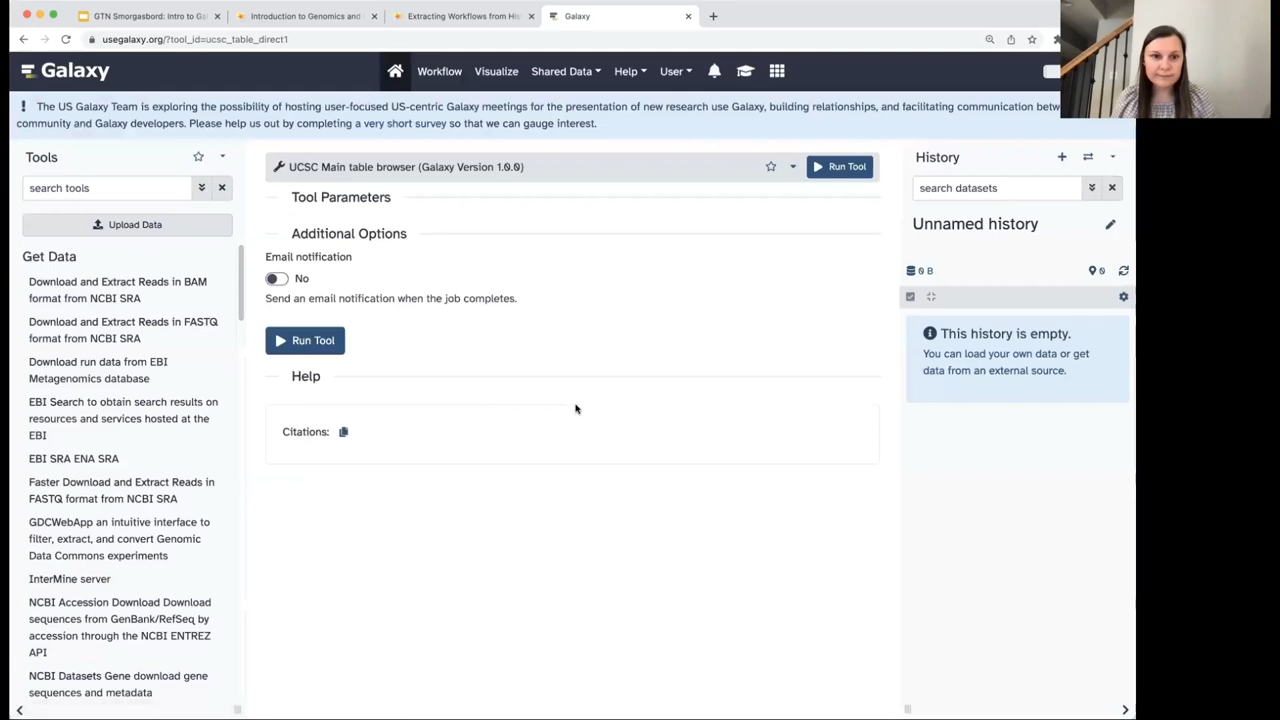 GTN Smorgasbord: Intro to Ga
Introduction to Genomics and
Extracting Workflows from His
Galaxy
usegalaxy.org/?tool_id=ucsc_table_direct1
Galaxy
Workflow
Visualize
Shared Data
Help
User
The US Galaxy Team is exploring the possibility of hosting user-focused US-centric Galaxy meetings for the presentation of new research use Galaxy, building relationships, and facilitating communication betw
community and Galaxy developers. Please help us out by completing a very short survey so that we can gauge interest.
Tools
search tools
Upload Data
Get Data
Download and Extract Reads in BAM
format from NCBI SRA
Download and Extract Reads in FASTQ
format from NCBI SRA
Download run data from EBI
Metagenomics database
EBI Search to obtain search results on
resources and services hosted at the
EBI
EBI SRA ENA SRA
Faster Download and Extract Reads in
FASTQ format from NCBI SRA
GDCWebApp an intuitive interface to
filter, extract, and convert Genomic
Data Commons experiments
InterMine server
NCBI Accession Download Download
sequences from GenBank/RefSeq by
accession through the NCBI ENTREZ
API
NCBI Datasets Gene download gene
sequences and metadata
UCSC Main table browser (Galaxy Version 1.0.0)
Run Tool
Tool Parameters
Additional Options
Email notification
No
Send an email notification when the job completes.
Run Tool
Help
Citations:
History
search datasets
Unnamed history
0 B
0
This history is empty.
You can load your own data or get
data from an external source.